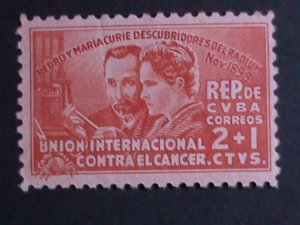 PEDRO Y MARIA CURIE DESCUBRIDORES DEL RADIUM
Nov. 1898
REP. DE
CVBA
CORREOS
2+1
CTVS.
UNION INTERNACIONAL
CONTRA EL CANCER.